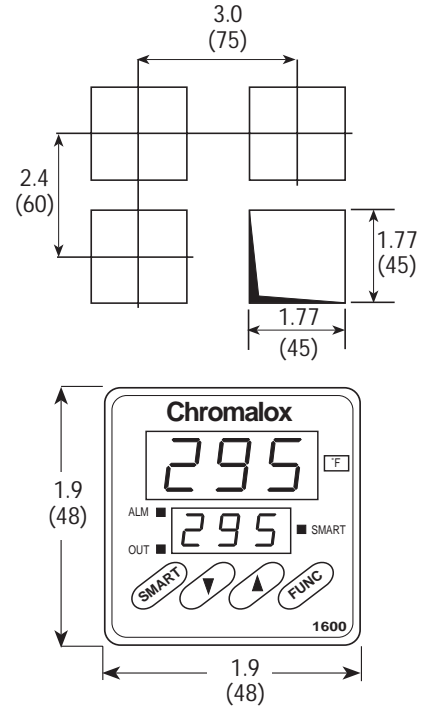 3.0
(75)
2.4
(60)
1.77
(45)
1.77
(45)
Chromalox
295
°F
ALM
295
SMART
OUT
SMART
FUNC
1600
1.9
(48)
1.9
(48)